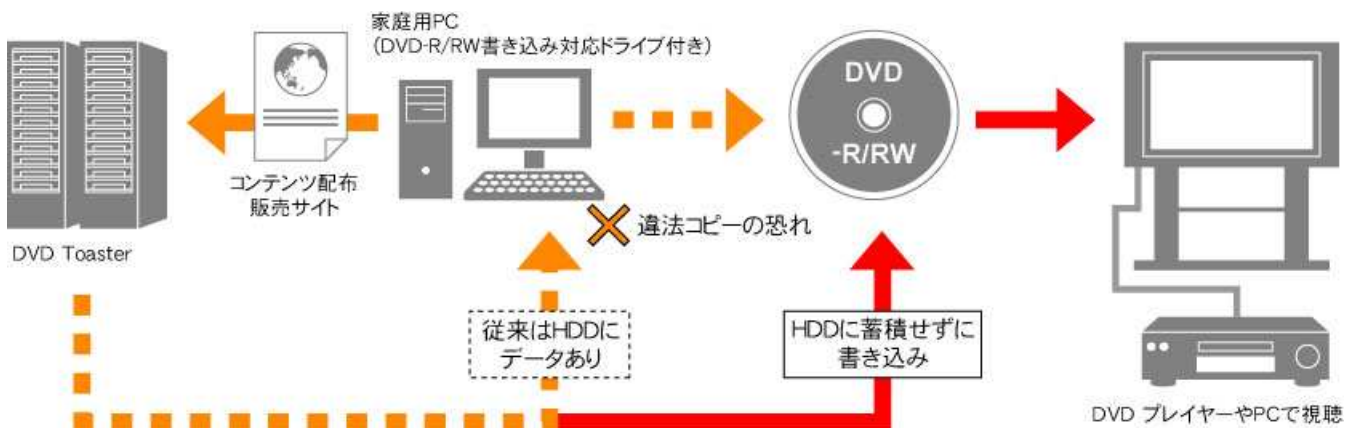 家庭用PC
（DVD-R/RW書き込み対応ドライブ付き）
DVD
-R/RW
コンテンツ配布
販売サイト
DVD Toaster
違法コピーの恐れ
従来はHDDに
データあり
HDDに蓄積せずに
書き込み
DVD プレイヤーやPCで視聴